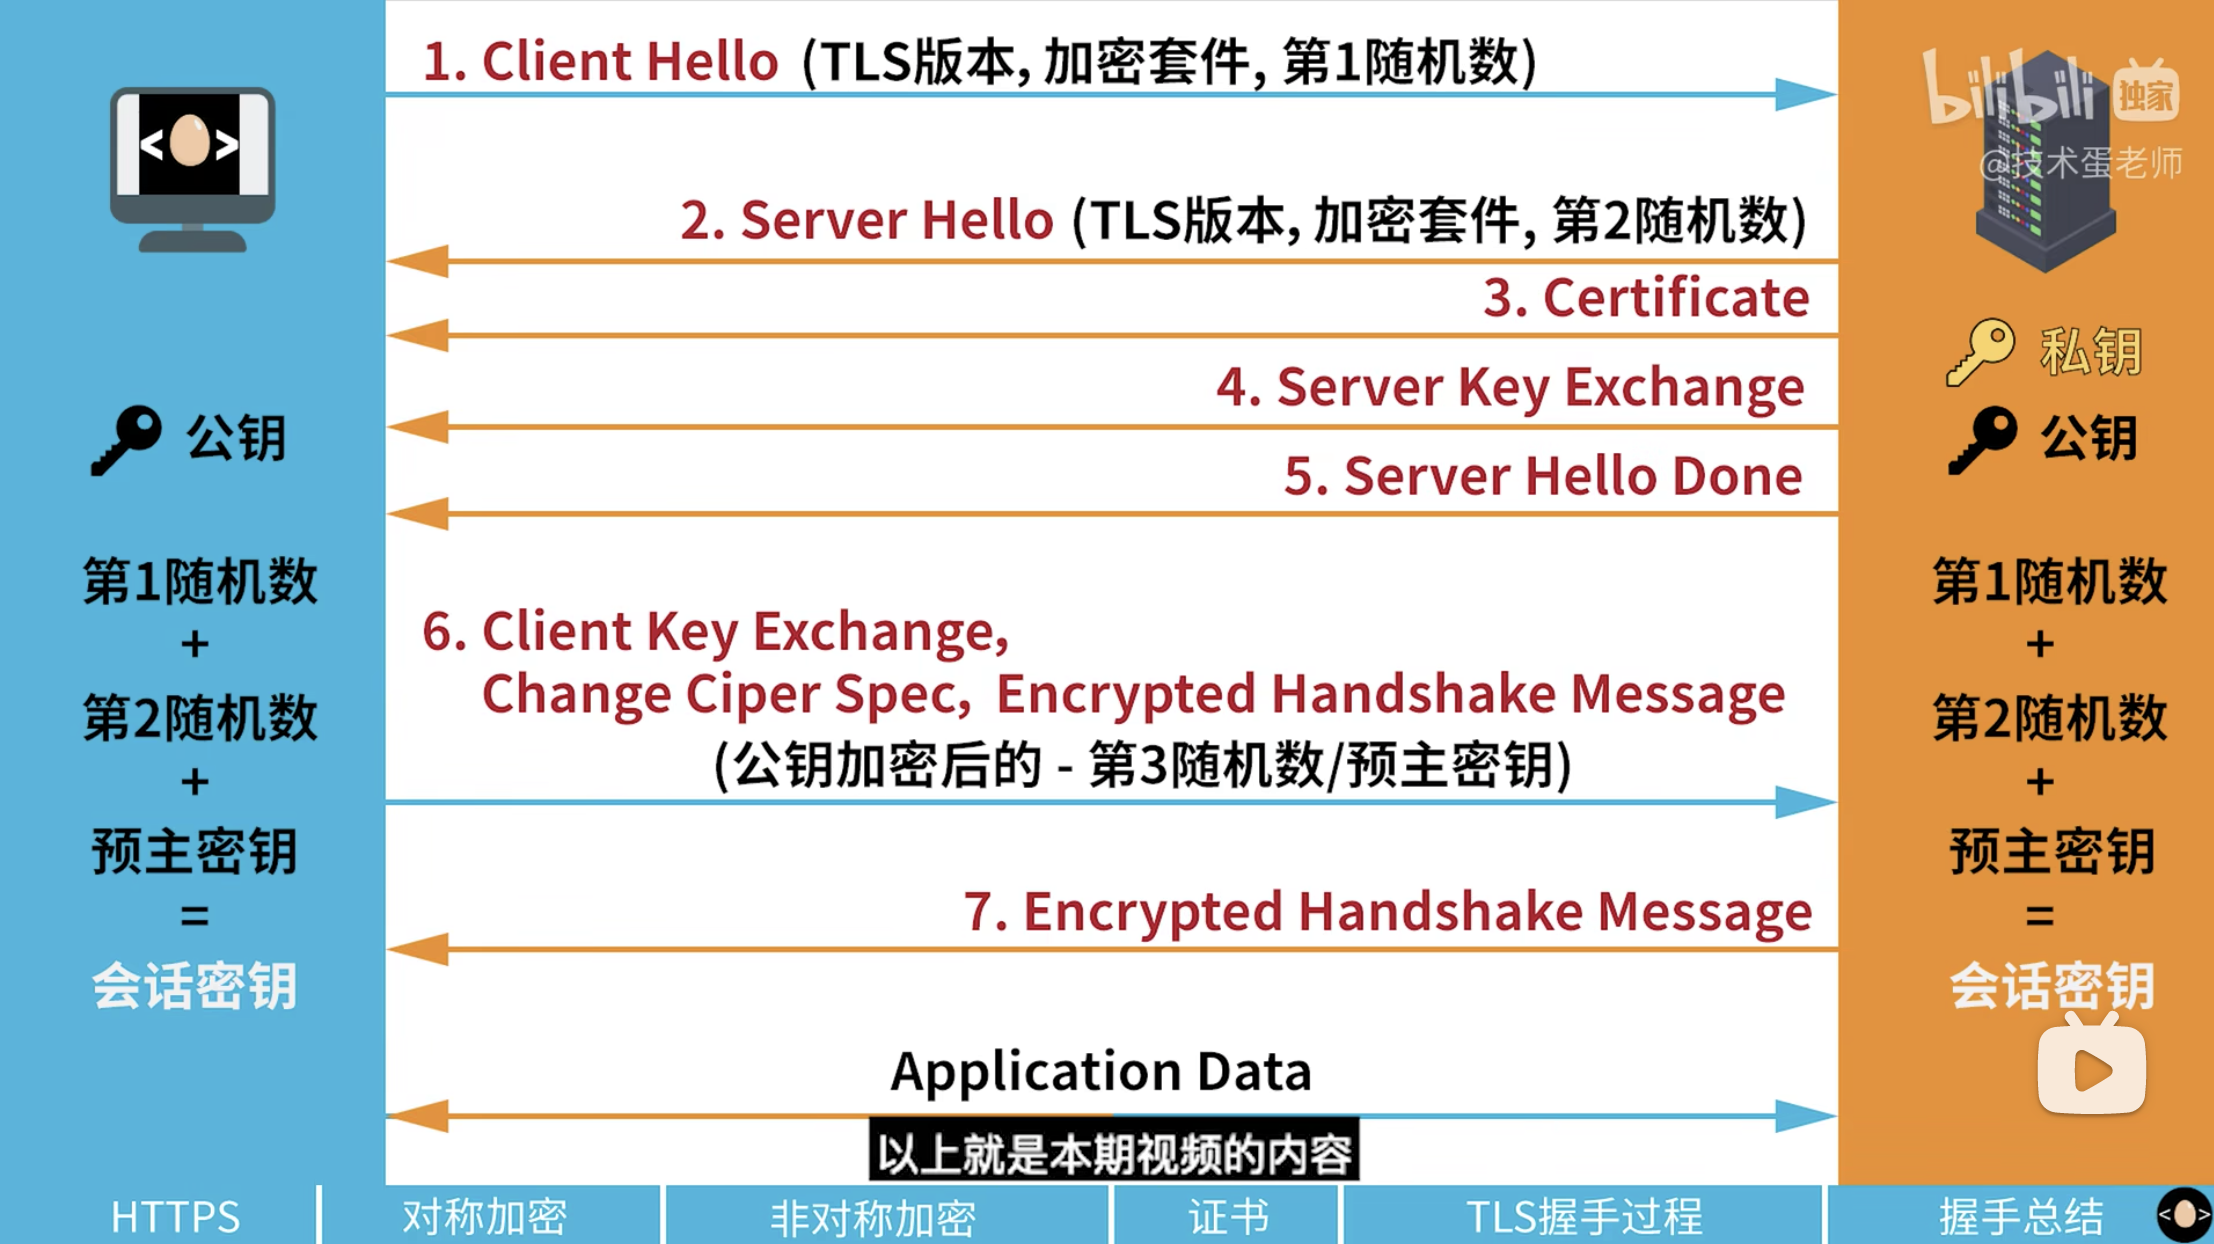 1. Client Hello (TLS版本, 加密套件, 第1随机数)
bilibili 独家
@技术蛋老师
< >
2. Server Hello (TLS版本, 加密套件, 第2随机数)
3. Certificate
私钥
4. Server Key Exchange
公钥
公钥
5. Server Hello Done
第1随机数
+
第2随机数
+
预主密钥
=
会话密钥
6. Client Key Exchange,
Change Ciper Spec, Encrypted Handshake Message
(公钥加密后的 - 第3随机数/预主密钥)
7. Encrypted Handshake Message
第1随机数
+
第2随机数
+
预主密钥
=
会话密钥
Application Data
以上就是本期视频的内容
HTTPS
对称加密
非对称加密
证书
TLS握手过程
握手总结
< >